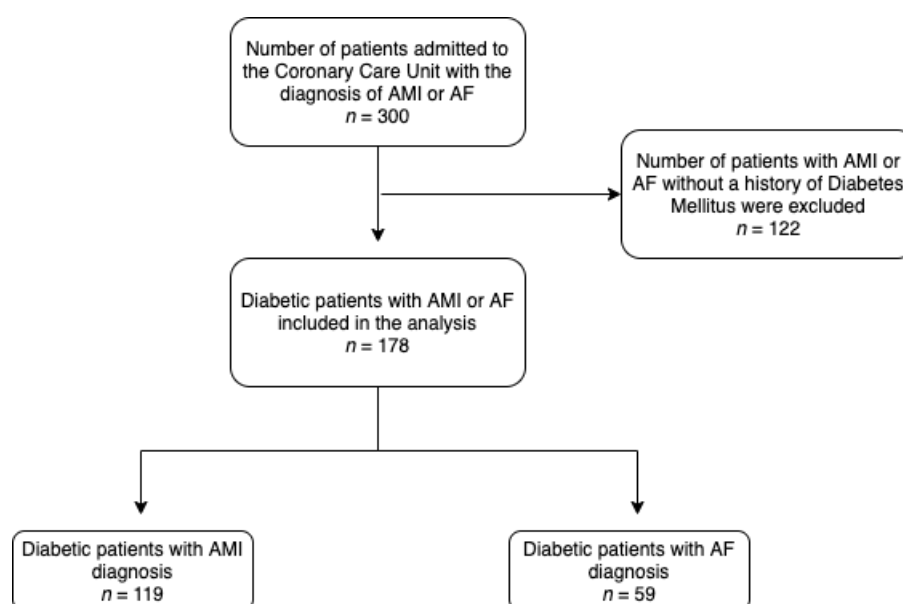 Number of patients admitted to
the Coronary Care Unit with the
diagnosis of AMI or AF
n = 300
Number of patients with AMI or
AF without a history of Diabetes
Mellitus were excluded
n = 122
Diabetic patients with AMI or AF
included in the analysis
n = 178
Diabetic patients with AMI
diagnosis
n = 119
Diabetic patients with AF
diagnosis
n = 59